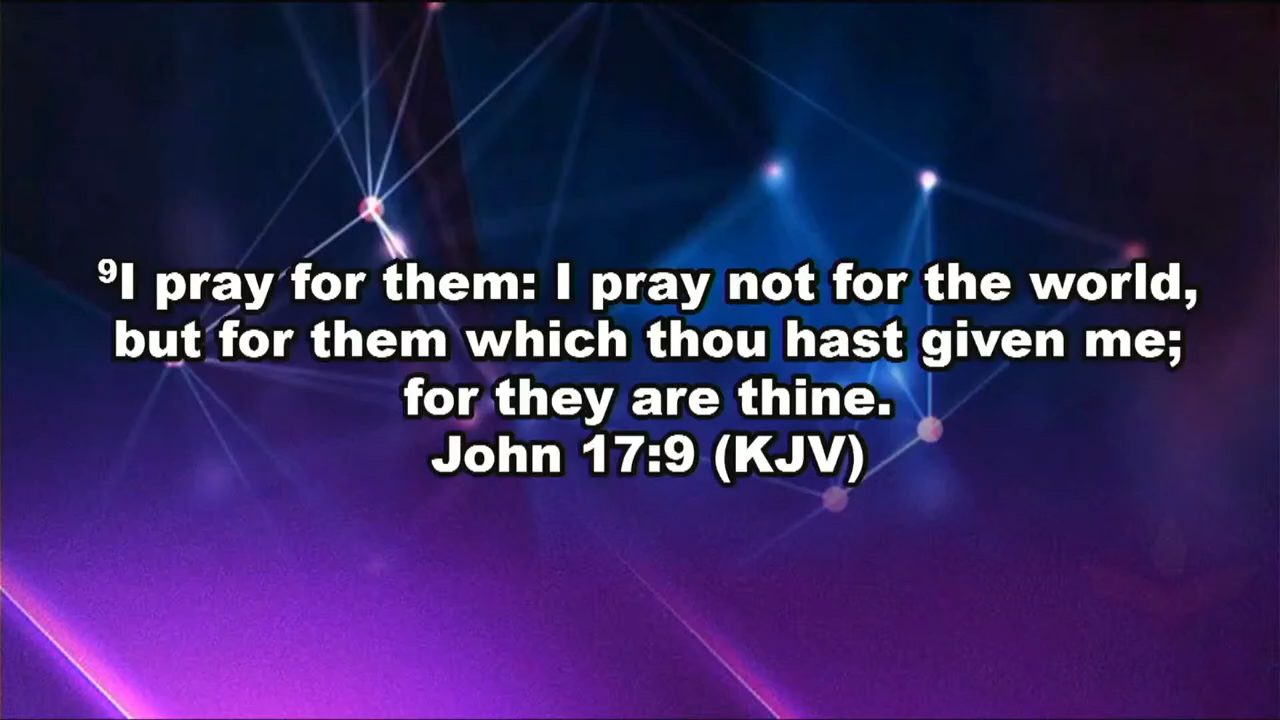 ⁹I pray for them: I pray not for the world,
but for them which thou hast given me;
for they are thine.
John 17:9 (KJV)